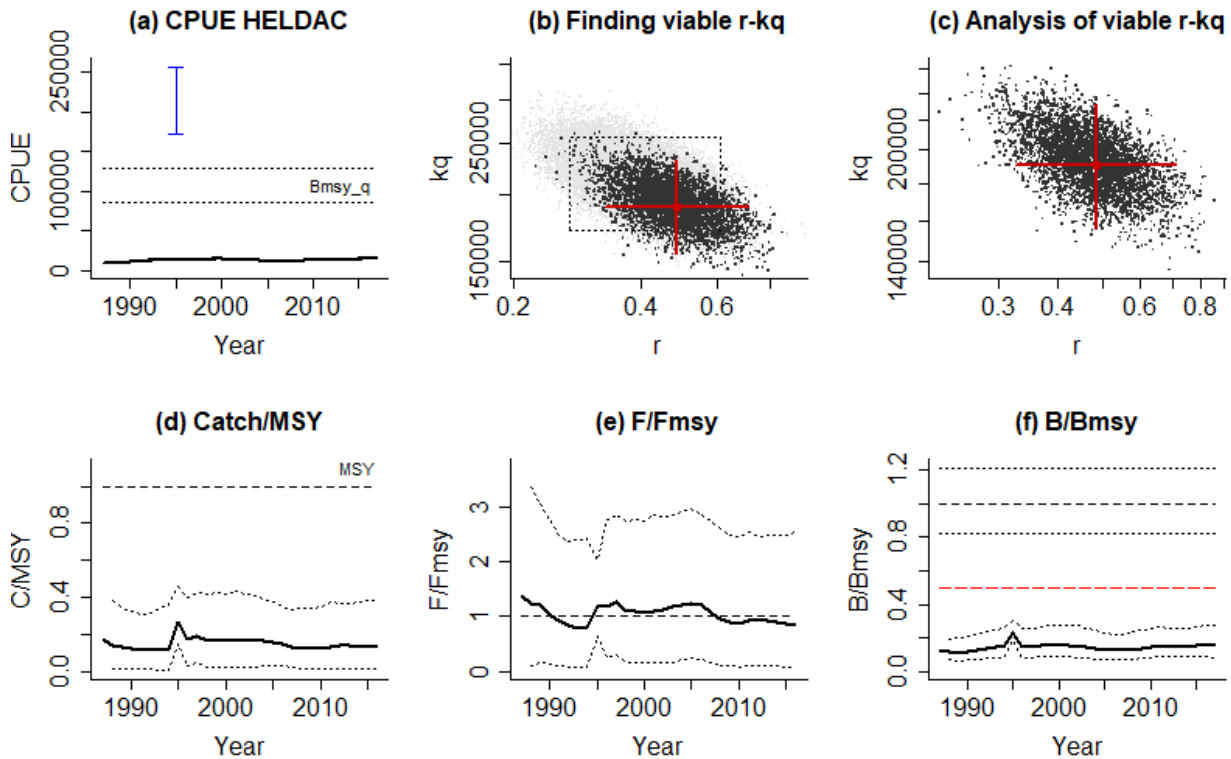 (a) CPUE HELDAC
CPUE
0
100000
250000
Bmsy_q
1990
2000
2010
Year
(b) Finding viable r-kq
kq
150000
250000
0.2
0.4
0.6
r
(c) Analysis of viable r-kq
kq
140000
200000
0.3
0.4
0.6
0.8
r
(d) Catch/MSY
C/MSY
0.0
0.4
0.8
MSY
1990
2000
2010
Year
(e) F/Fmsy
F/Fmsy
0
1
2
3
1990
2000
2010
Year
(f) B/Bmsy
B/Bmsy
0.0
0.4
0.8
1.2
1990
2000
2010
Year